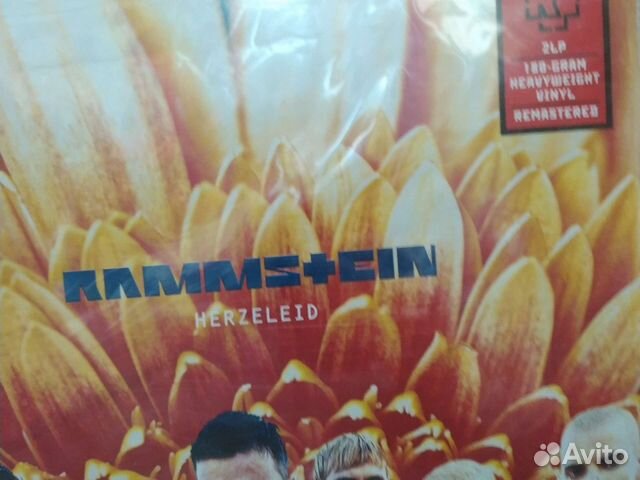 2LP
180-GRAM
HEAVYWEIGHT
VINYL
REMASTERED
RAMMSTEIN
HERZELEID
Avito